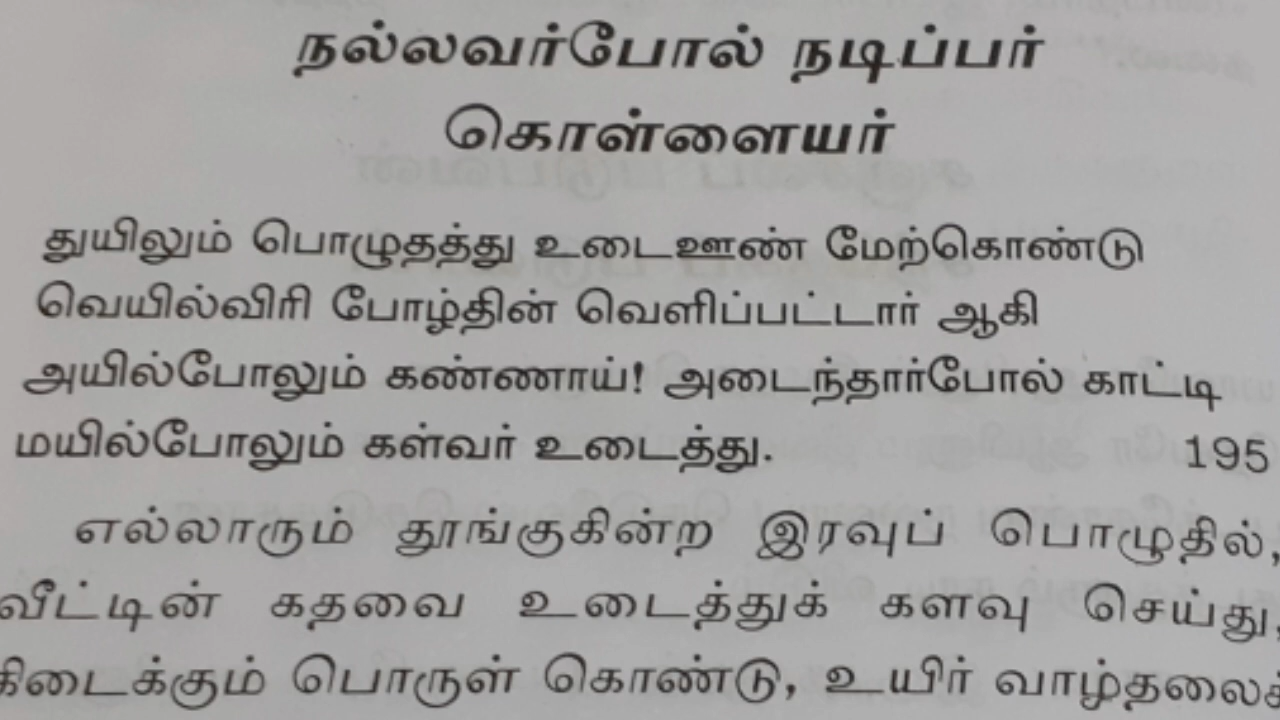 நல்லவர்போல் நடிப்பர்
கொள்ளையர்
துயிலும் பொழுதத்து உடைஊண் மேற்கொண்டு
வெயில்விரி போழ்தின் வெளிப்பட்டார் ஆகி
அயில்போலும் கண்ணாய்! அடைந்தார்போல் காட்டி
மயில்போலும் கள்வர் உடைத்து. 195
எல்லாரும் தூங்குகின்ற இரவுப் பொழுதில்,
வீட்டின் கதவை உடைத்துக் களவு செய்து,
கிடைக்கும் பொருள் கொண்டு, உயிர் வாழ்தலைக்